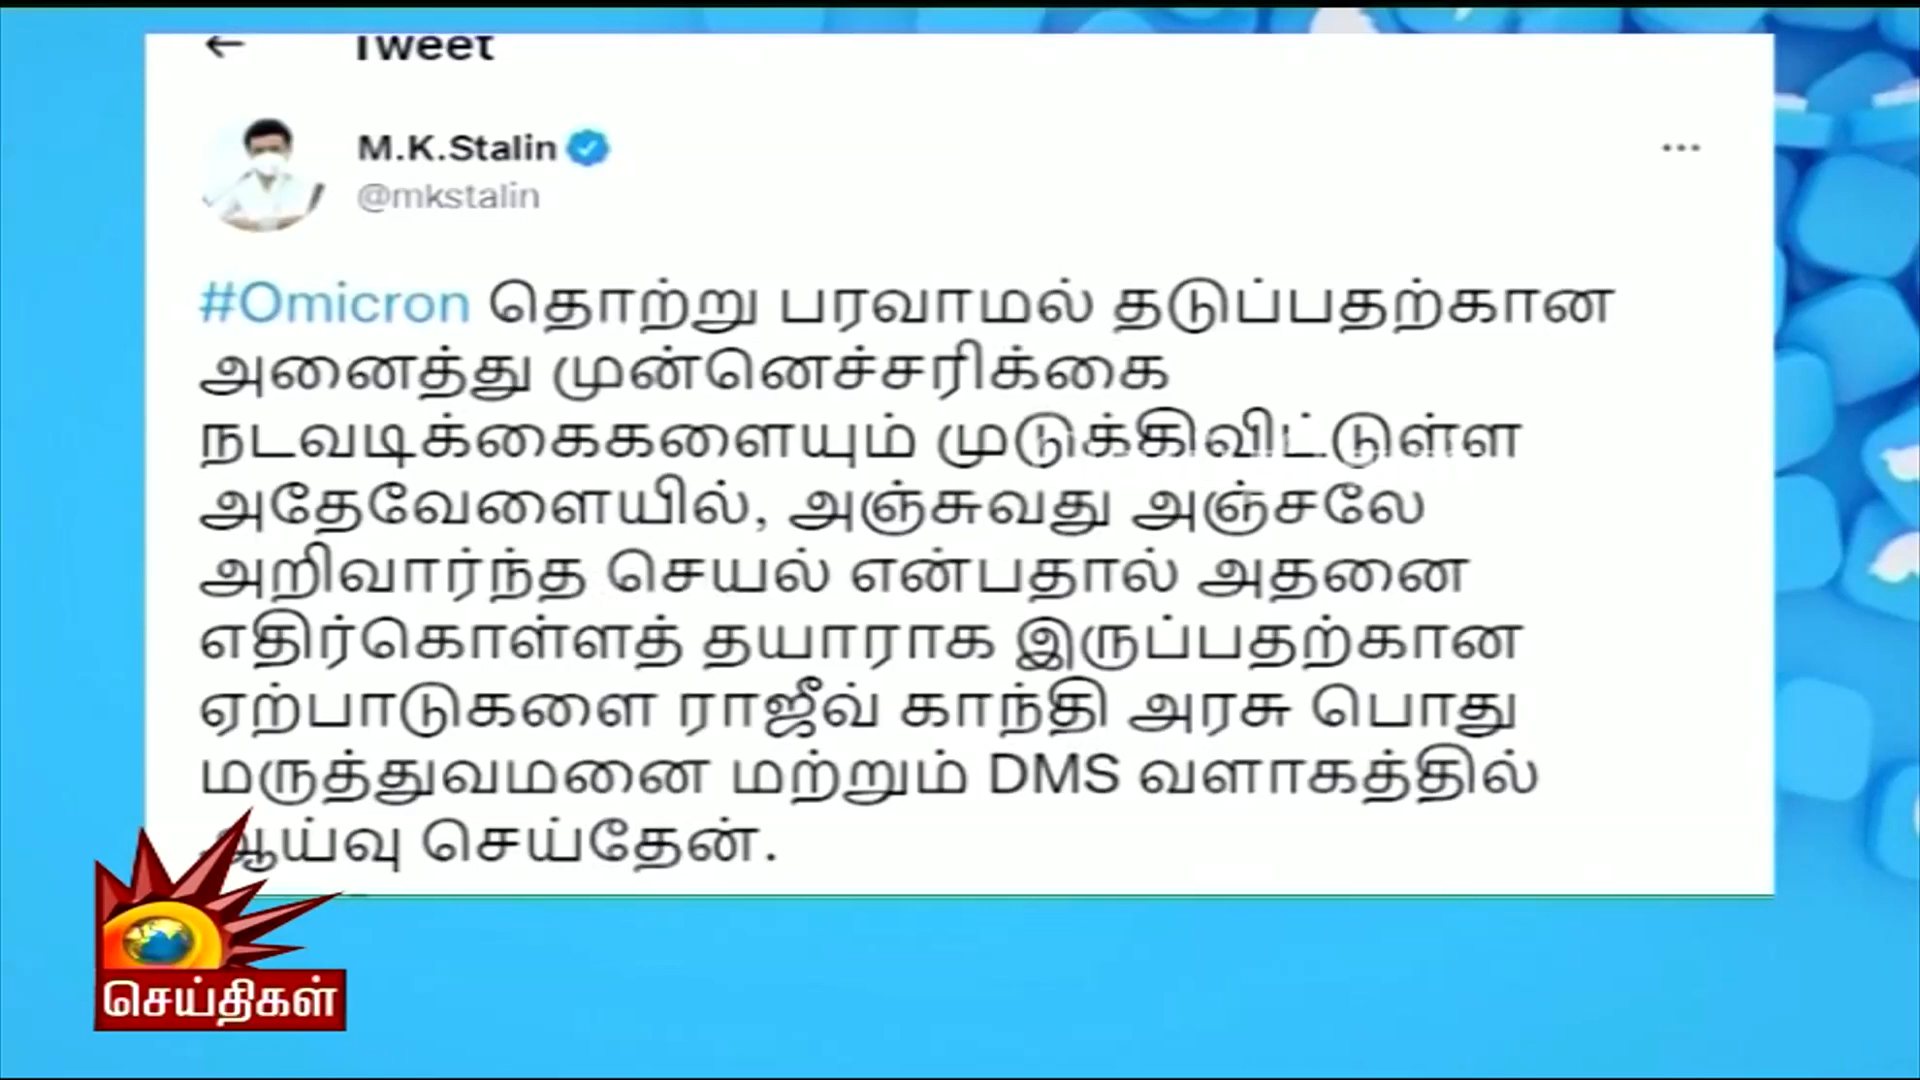 Tweet
M.K.Stalin
@mkstalin
#Omicron தொற்று பரவாமல் தடுப்பதற்கான
அனைத்து முன்னெச்சரிக்கை
நடவடிக்கைகளையும் முடுக்கிவிட்டுள்ள
அதேவேளையில், அஞ்சுவது அஞ்சலே
அறிவார்ந்த செயல் என்பதால் அதனை
எதிர்கொள்ளத் தயாராக இருப்பதற்கான
ஏற்பாடுகளை ராஜீவ் காந்தி அரசு பொது
மருத்துவமனை மற்றும் DMS வளாகத்தில்
ஆய்வு செய்தேன்.
செய்திகள்